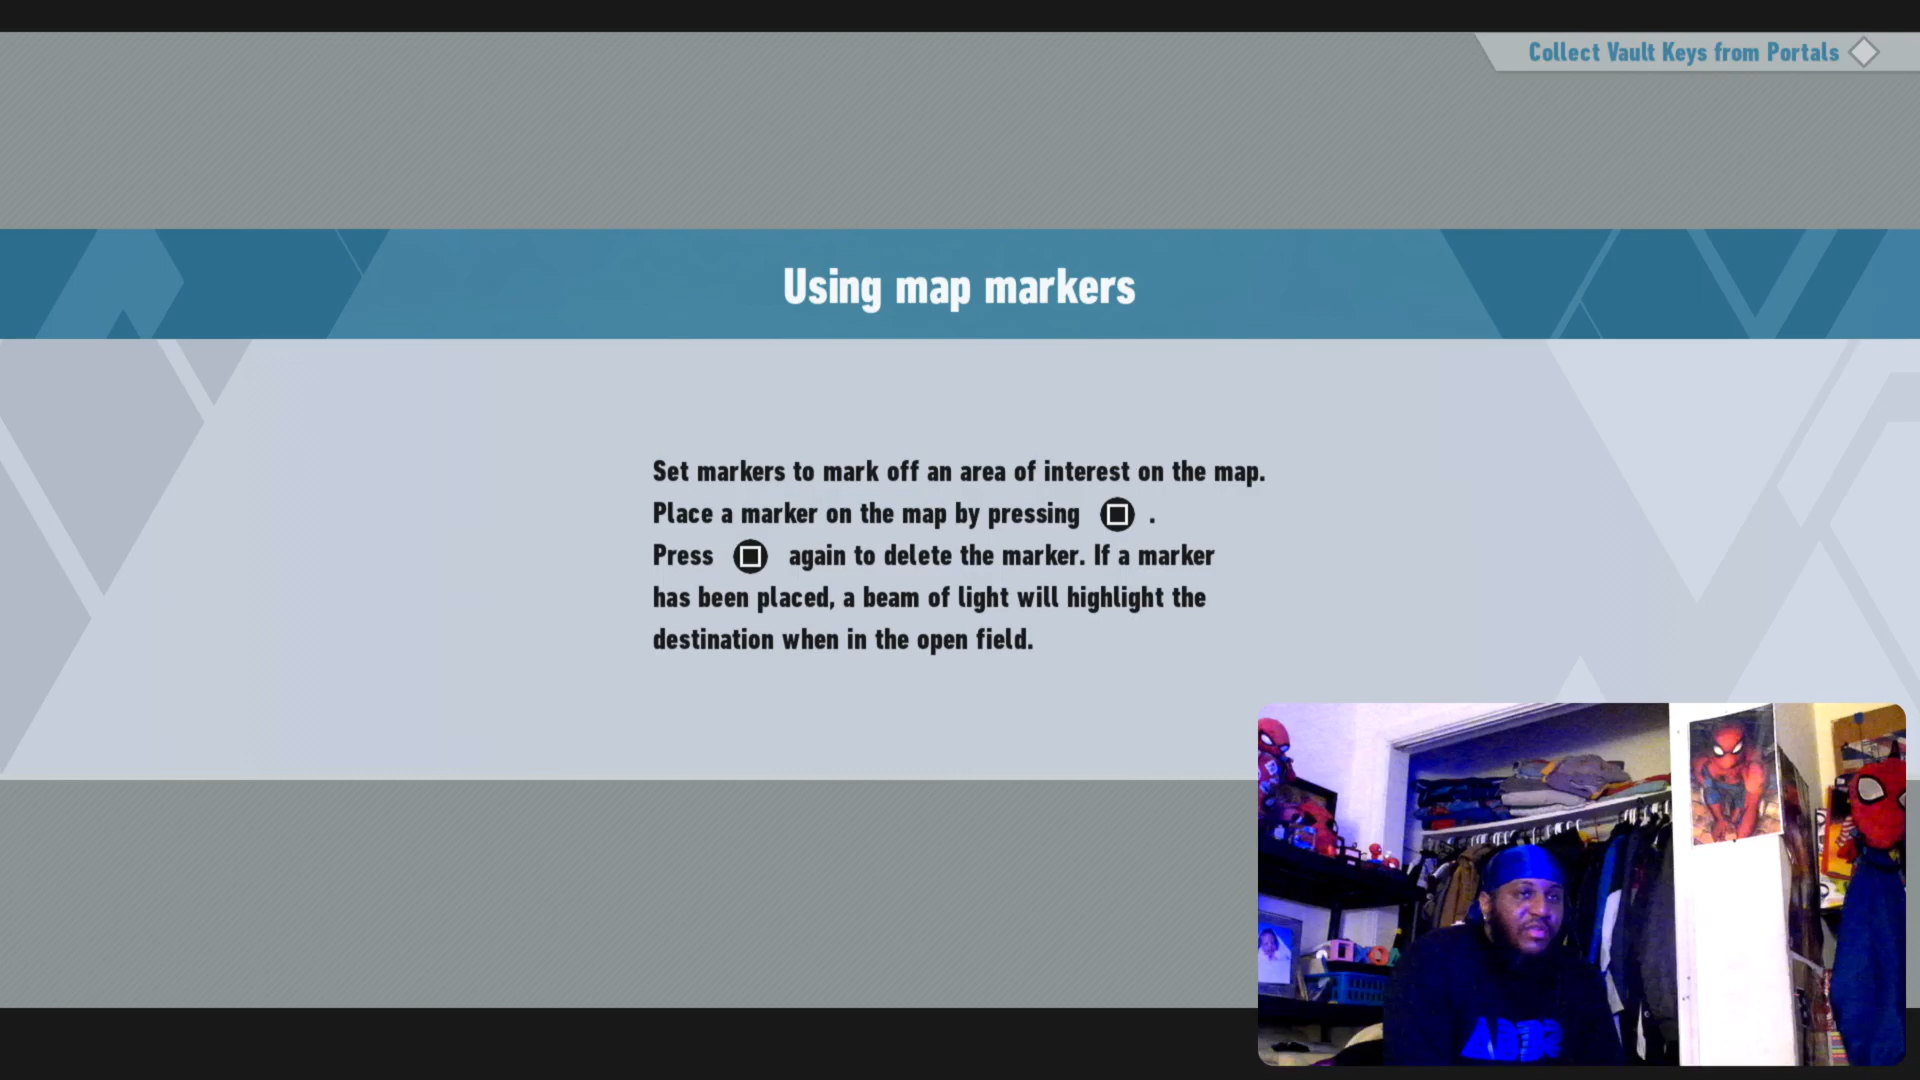 Collect Vault Keys from Portals
Using map markers
Set markers to mark off an area of interest on the map.
Place a marker on the map by pressing .
Press again to delete the marker. If a marker
has been placed, a beam of light will highlight the
destination when in the open field.